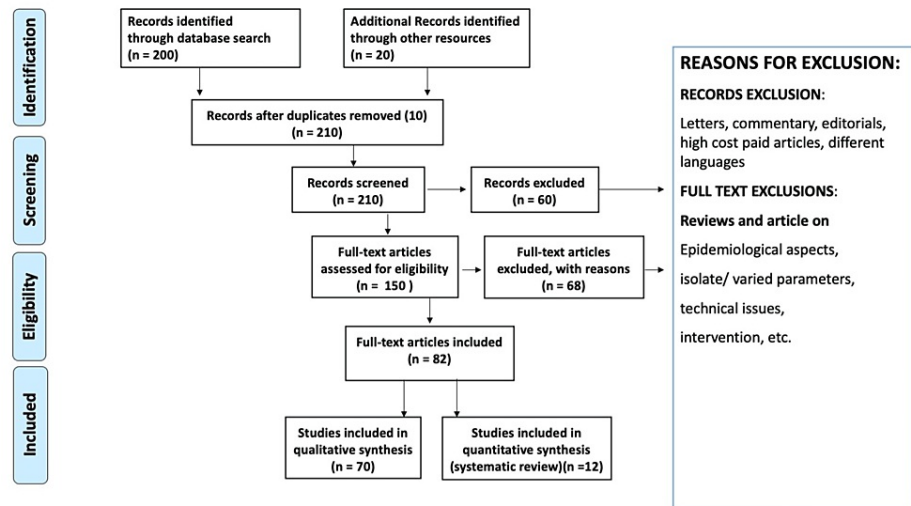 Identification
Records identified
through database search
(n = 200)
Additional Records identified
through other resources
(n = 20)
Records after duplicates removed (10)
(n = 210)
Screening
Records screened
(n = 210)
Records excluded
(n = 60)
Eligibility
Full-text articles
assessed for eligibility
(n = 150 )
Full-text articles
excluded, with reasons
(n = 68)
Full-text articles included
(n = 82)
Included
Studies included in
qualitative synthesis
(n = 70)
Studies included in
quantitative synthesis
(systematic review)(n =12)
REASONS FOR EXCLUSION:
RECORDS EXCLUSION:
Letters, commentary, editorials,
high cost paid articles, different
languages
FULL TEXT EXCLUSIONS:
Reviews and article on
Epidemiological aspects,
isolate/ varied parameters,
technical issues,
intervention, etc.